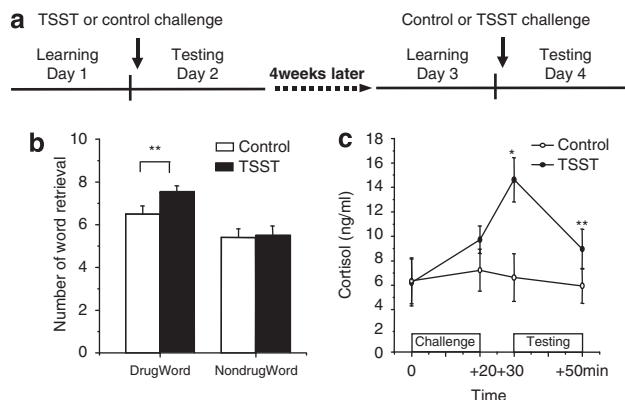 a
TSST or control challenge
Control or TSST challenge
Learning
Day 1
Testing
Day 2
4weeks later
Learning
Day 3
Testing
Day 4
b
Number of word retrieval
10
8
6
4
2
0
**
Control
TSST
DrugWord
NondrugWord
c
Cortisol (ng/ml)
18
16
14
12
10
8
6
4
2
0
*
**
Control
TSST
Challenge
Testing
0
+20+30
+50min
Time